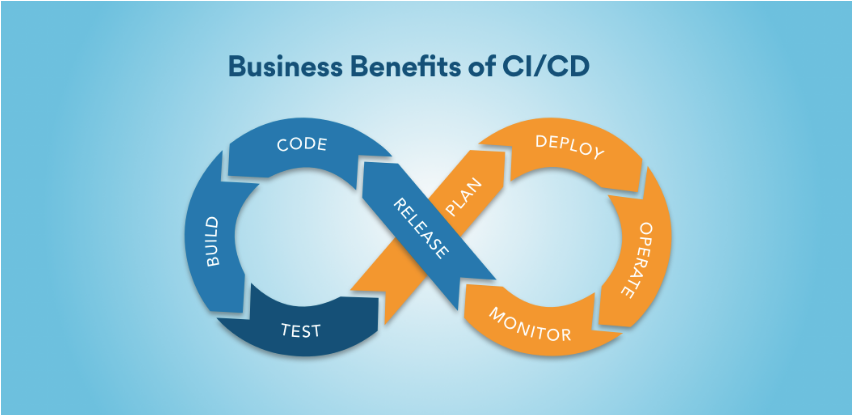 Business Benefits of CI/CD
CODE
BUILD
TEST
PLAN
RELEASE
DEPLOY
OPERATE
MONITOR